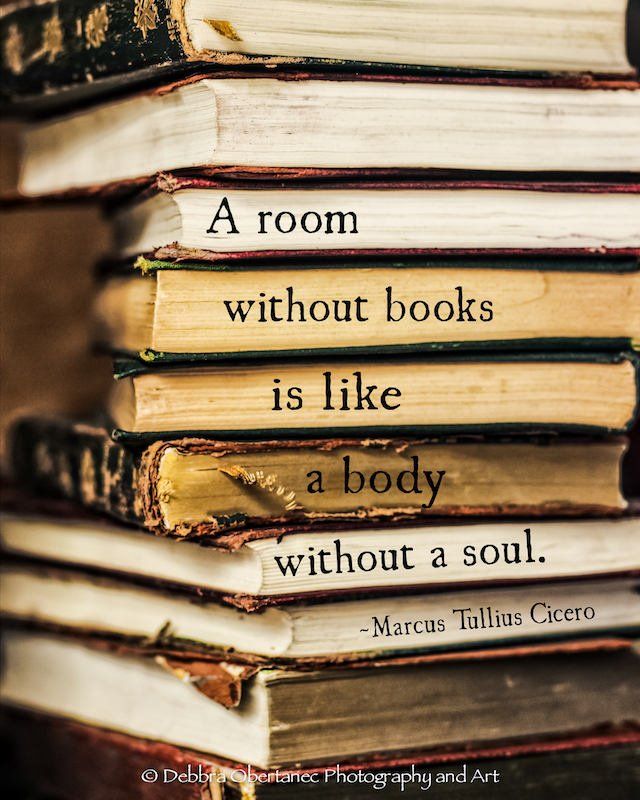 A room
without books
is like
a body
without a soul.
~Marcus Tullius Cicero
© Debbra Obertanec Photography and Art